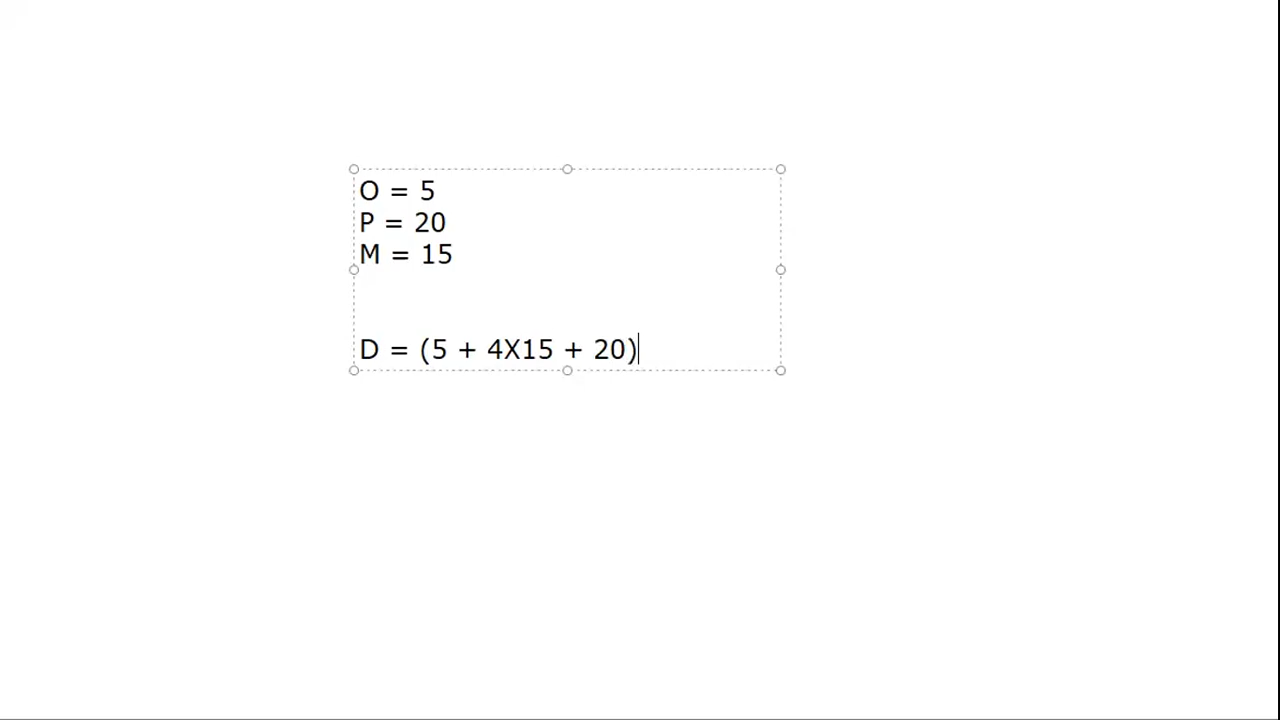 O = 5
P = 20
M = 15
D = (5 + 4X15 + 20)